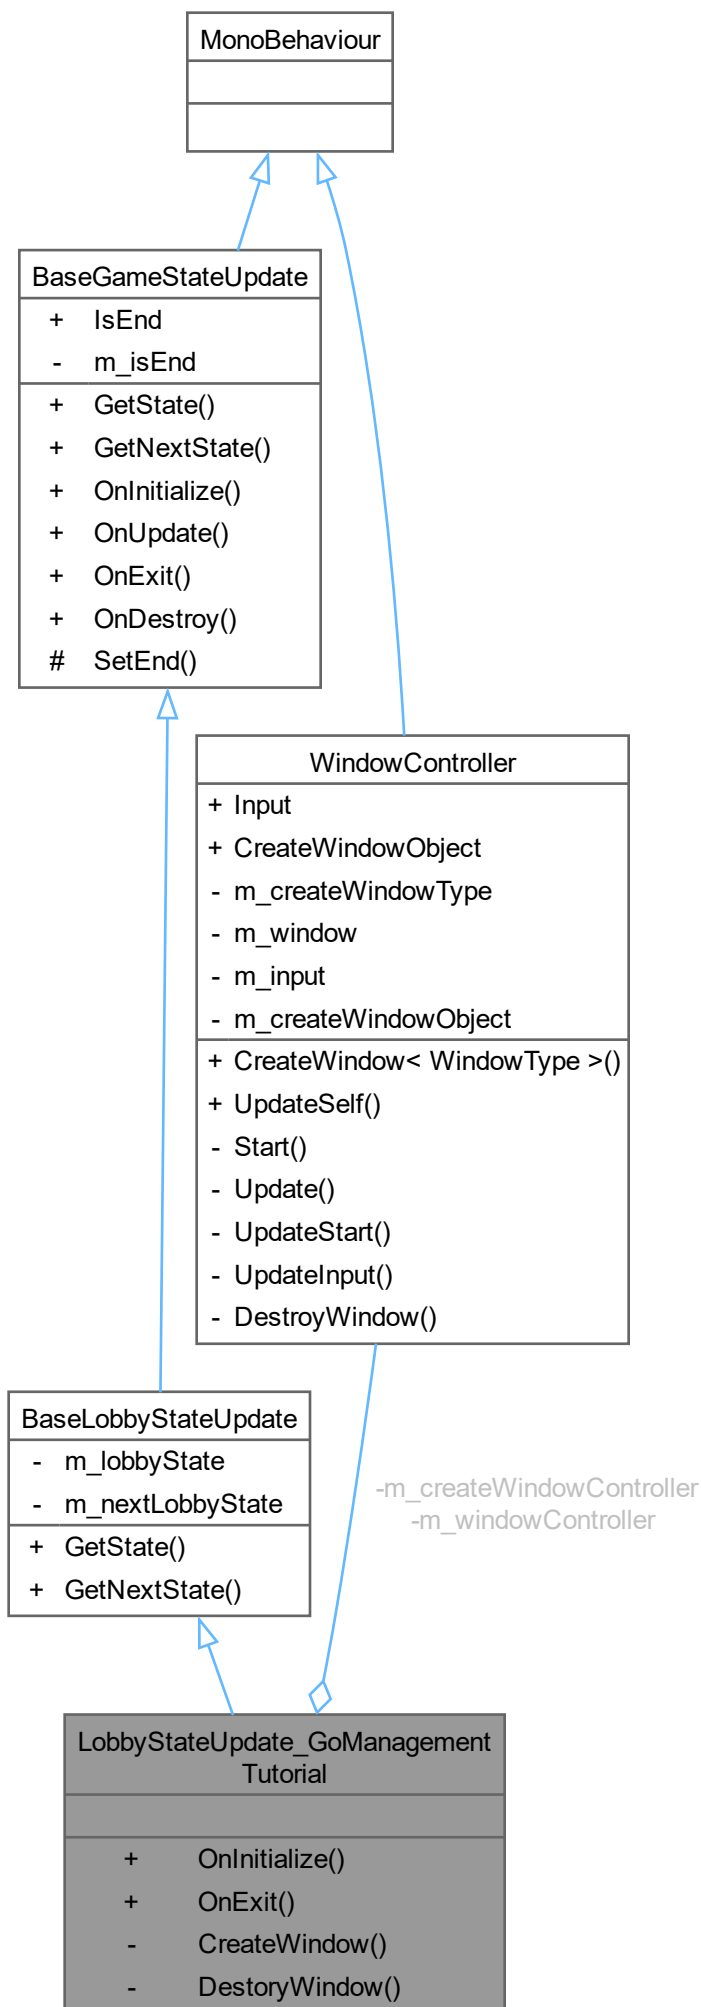 MonoBehaviour
BaseGameStateUpdate
+ IsEnd
- m_isEnd
+ GetState()
+ GetNextState()
+ OnInitialize()
+ OnUpdate()
+ OnExit()
+ OnDestroy()
# SetEnd()
WindowController
+ Input
+ CreateWindowObject
- m_createWindowType
- m_window
- m_input
- m_createWindowObject
+ CreateWindow< WindowType >()
+ UpdateSelf()
- Start()
- Update()
- UpdateStart()
- UpdateInput()
- DestroyWindow()
BaseLobbyStateUpdate
- m_lobbyState
- m_nextLobbyState
+ GetState()
+ GetNextState()
-m_createWindowController
-m_windowController
LobbyStateUpdate_GoManagement
Tutorial
+ OnInitialize()
+ OnExit()
- CreateWindow()
- DestoryWindow()